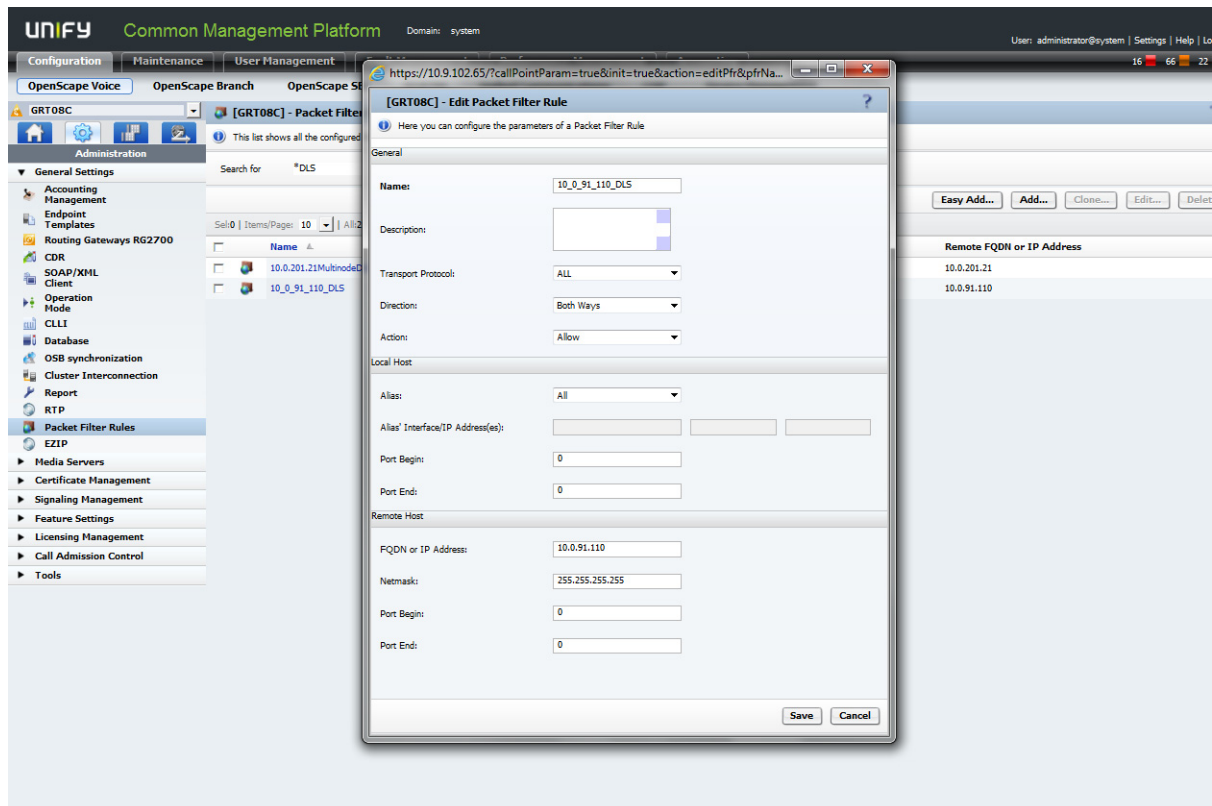 UNIFY Common Management Platform Domain: system
User: administrator@system | Settings | Help | Lo
Configuration Maintenance User Management
16 66 22
OpenScape Voice OpenScape Branch OpenScape SB
https://10.9.102.65/?callPointParam=true&init=true&action=editPfr&pfrNa...
GRT08C
[GRT08C] - Packet Filter
[GRT08C] - Edit Packet Filter Rule ?
This list shows all the configured
Here you can configure the parameters of a Packet Filter Rule
Administration
General
General Settings
Search for *DLS
Name: 10_0_91_110_DLS
Accounting
Management
Easy Add... Add... Clone... Edit... Delet
Endpoint
Templates
Sel:0 | Items/Page: 10 | All:2
Description:
Routing Gateways RG2700
Name
Remote FQDN or IP Address
CDR
10.0.201.21MultinodeD
10.0.201.21
SOAP/XML
Client
Transport Protocol: ALL
10_0_91_110_DLS
10.0.91.110
Operation
Mode
Direction: Both Ways
CLLI
Database
Action: Allow
OSB synchronization
Local Host
Cluster Interconnection
Report
Alias: All
RTP
Packet Filter Rules
Alias' Interface/IP Address(es):
EZIP
Media Servers
Port Begin: 0
Certificate Management
Port End: 0
Signaling Management
Remote Host
Feature Settings
Licensing Management
FQDN or IP Address: 10.0.91.110
Call Admission Control
Tools
Netmask: 255.255.255.255
Port Begin: 0
Port End: 0
Save Cancel